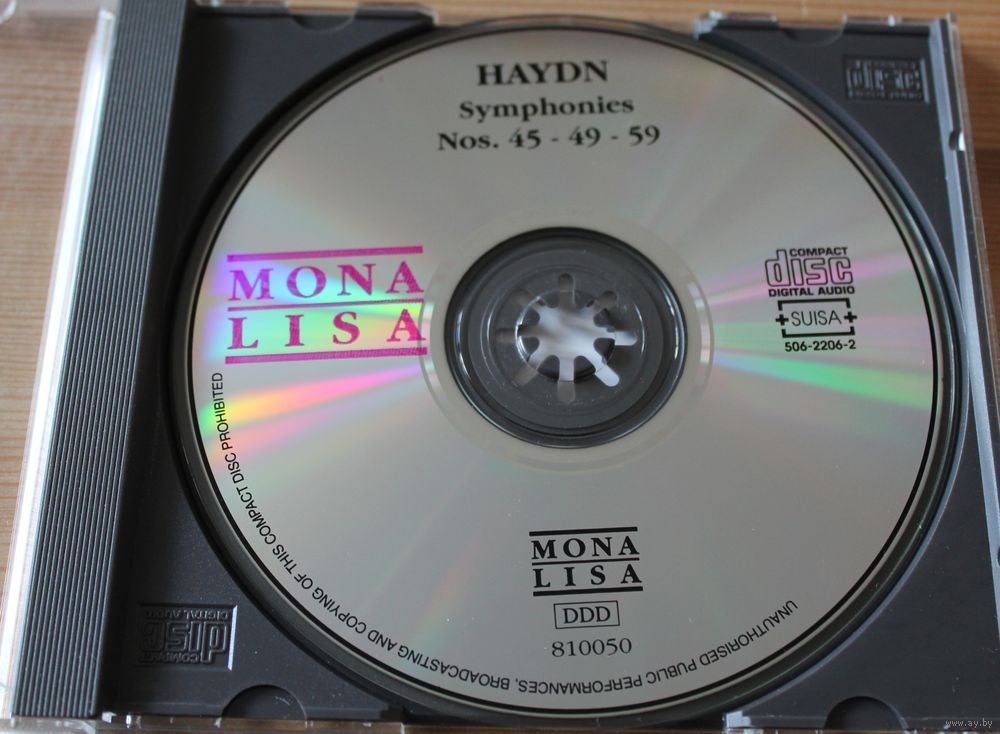 HAYDN
Symphonies
Nos. 45 - 49 - 59
MONA
LISA
COMPACT
disc
DIGITAL AUDIO
SUISA
506-2206-2
MONA
LISA
DDD
810050
UNAUTHORISED PUBLIC PERFORMANCES, BROADCASTING AND COPYING OF THIS COMPACT DISC PROHIBITED
disc
COMPACT
disc
DIGITAL AUDIO
www.ay.by